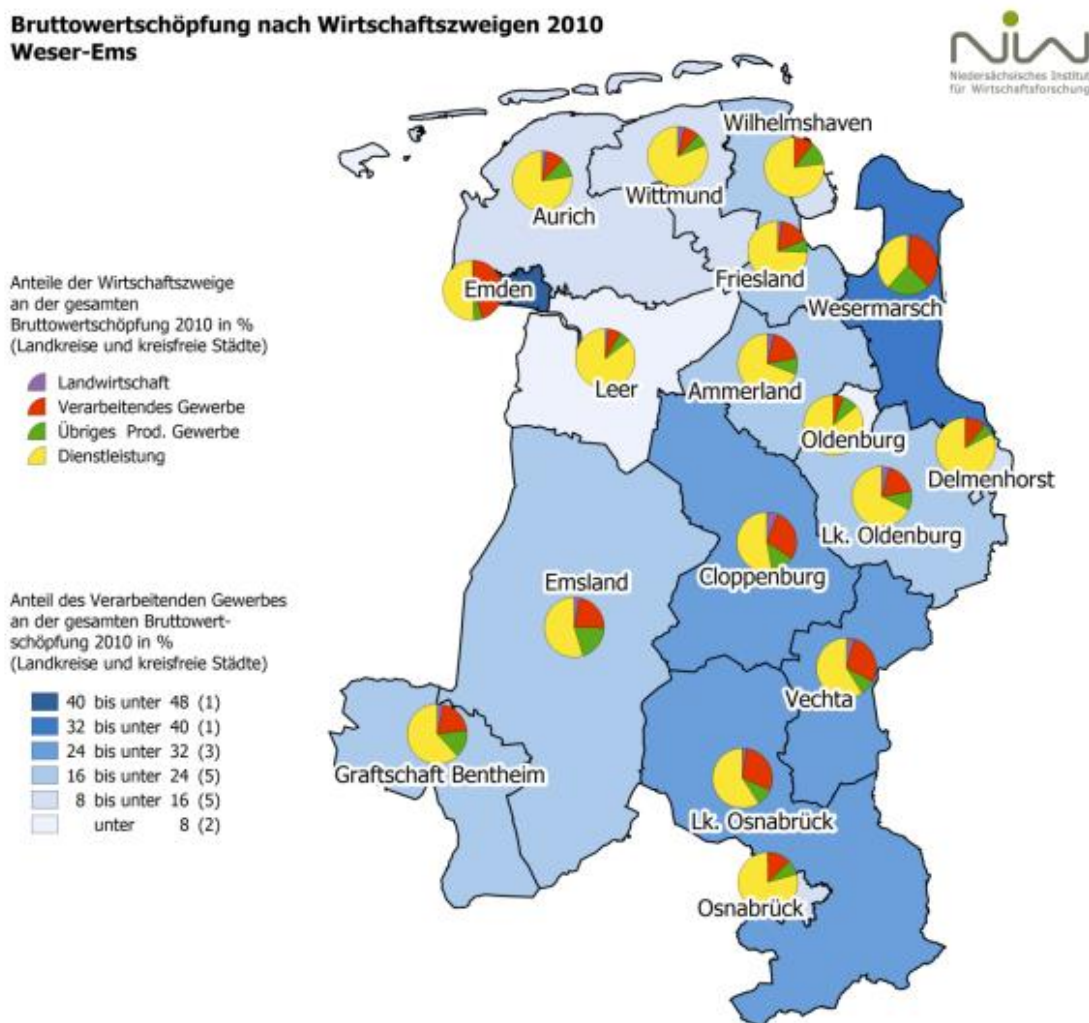 Bruttowertschöpfung nach Wirtschaftszweigen 2010
Weser-Ems
NIW
Niedersächsisches Institut
für Wirtschaftsforschung
Wilhelmshaven
Wittmund
Aurich
Friesland
Emden
Wesermarsch
Anteile der Wirtschaftszweige
an der gesamten
Bruttowertschöpfung 2010 in %
(Landkreise und kreisfreie Städte)
Landwirtschaft
Verarbeitendes Gewerbe
Übriges Prod. Gewerbe
Dienstleistung
Leer
Ammerland
Oldenburg
Delmenhorst
Lk. Oldenburg
Cloppenburg
Emsland
Vechta
Graftschaft Bentheim
Lk. Osnabrück
Osnabrück
Anteil des Verarbeitenden Gewerbes
an der gesamten Bruttowert-
schöpfung 2010 in %
(Landkreise und kreisfreie Städte)
40 bis unter 48 (1)
32 bis unter 40 (1)
24 bis unter 32 (3)
16 bis unter 24 (5)
8 bis unter 16 (5)
unter 8 (2)